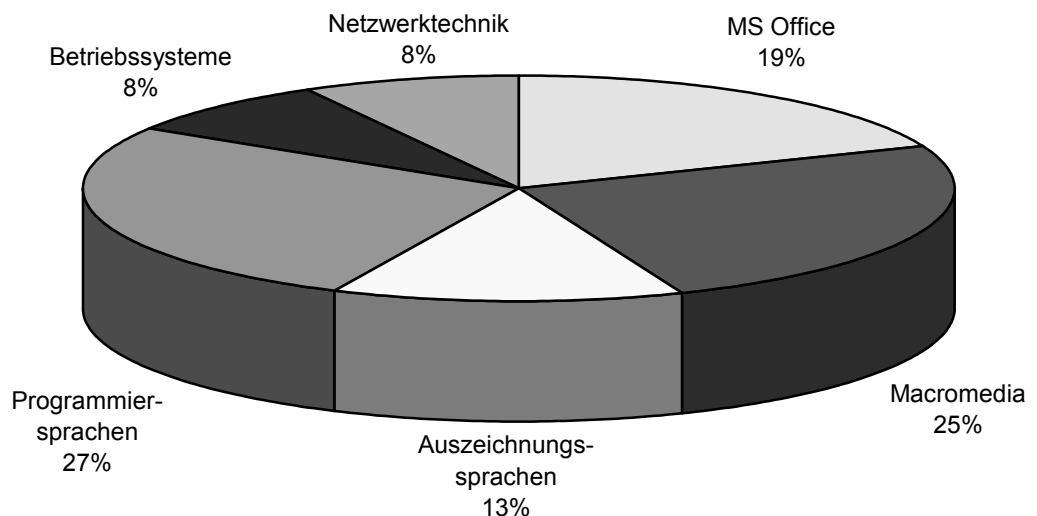 Netzwerktechnik
8%
MS Office
19%
Betriebssysteme
8%
Macromedia
25%
Programmier-
sprachen
27%
Auszeichnungs-
sprachen
13%